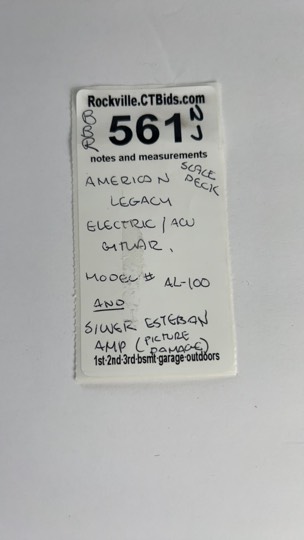 Rockville.CTBids.com
561
NJ
notes and measurements
SCALE
DECK
AMERICAN
LEGACY
ELECTRIC/ACU
GITUAR.
MODEL# AL-100
AND
SILVER ESTEBAN
AMP (PICTURE
DAMAGE)
1st-2nd-3rd-bsmt-garage-outdoors